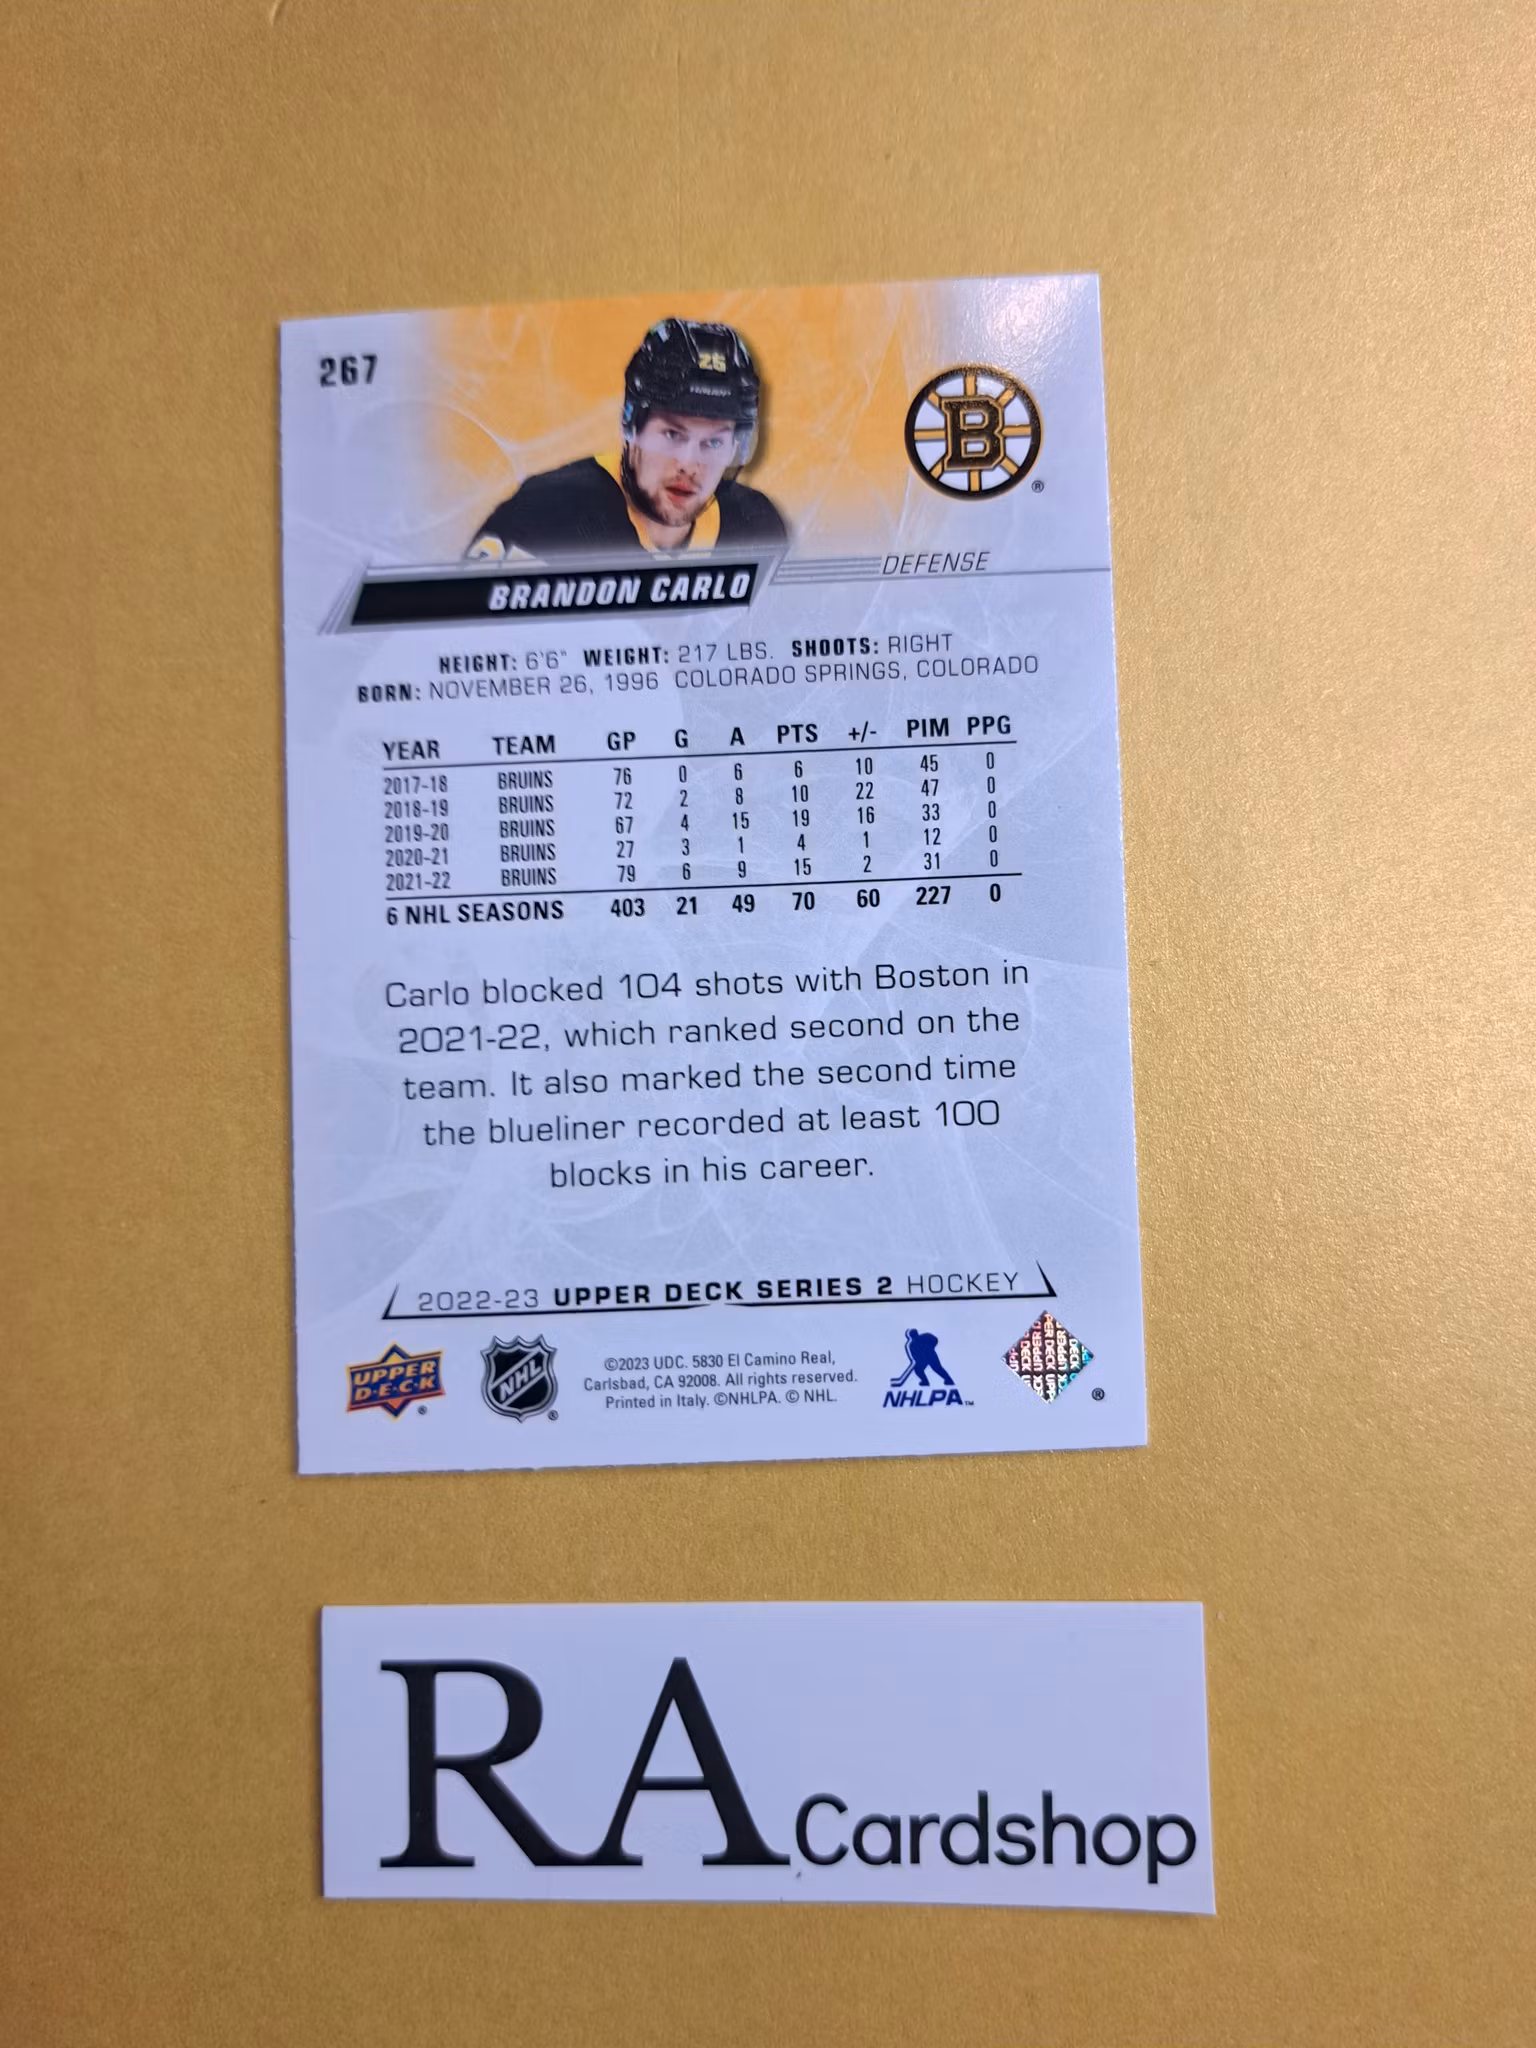 267
26
B
®
DEFENSE
BRANDON CARLO
HEIGHT: 6'6" WEIGHT: 217 LBS. SHOOTS: RIGHT
BORN: NOVEMBER 26, 1996 COLORADO SPRINGS, COLORADO
YEAR TEAM GP G A PTS +/- PIM PPG
2017-18 BRUINS 76 0 6 6 10 45 0
2018-19 BRUINS 72 2 8 10 22 47 0
2019-20 BRUINS 67 4 15 19 16 33 0
2020-21 BRUINS 27 3 1 4 1 12 0
2021-22 BRUINS 79 6 9 15 2 31 0
6 NHL SEASONS 403 21 49 70 60 227 0
Carlo blocked 104 shots with Boston in
2021-22, which ranked second on the
team. It also marked the second time
the blueliner recorded at least 100
blocks in his career.
2022-23 UPPER DECK SERIES 2 HOCKEY
UPPER
D•E•C•K ®
NHL ®
©2023 UDC. 5830 El Camino Real,
Carlsbad, CA 92008. All rights reserved.
Printed in Italy. ©NHLPA. © NHL.
NHLPA™
UPPER DECK
®
RA Cardshop